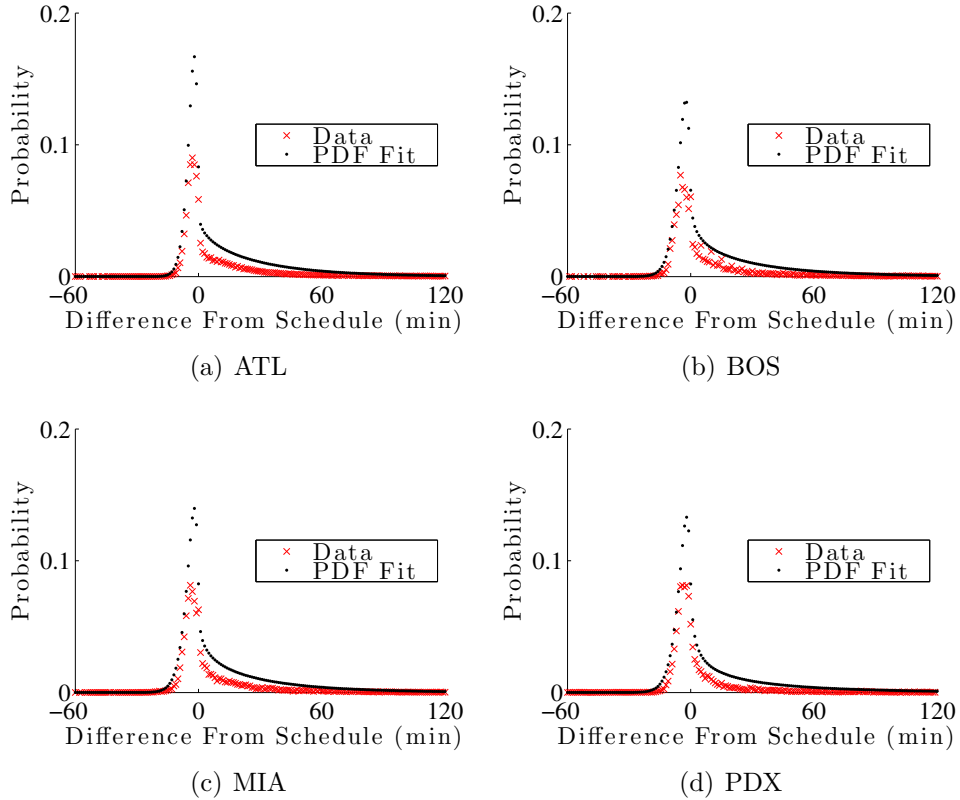 0.2
0.1
0
Probability
× Data
• PDF Fit
−60 0 60 120
Difference From Schedule (min)
(a) ATL
0.2
0.1
0
Probability
× Data
• PDF Fit
−60 0 60 120
Difference From Schedule (min)
(b) BOS
0.2
0.1
0
Probability
× Data
• PDF Fit
−60 0 60 120
Difference From Schedule (min)
(c) MIA
0.2
0.1
0
Probability
× Data
• PDF Fit
−60 0 60 120
Difference From Schedule (min)
(d) PDX